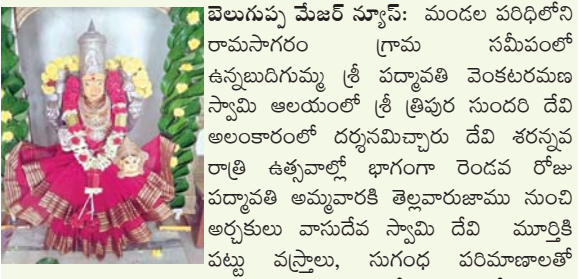 బెలుగుప్ప మేజర్ న్యూస్: మండల పరిధిలోని
రామసాగరం గ్రామ సమీపంలో
ఉన్నబుదిగుమ్మ శ్రీ పద్మావతి వెంకటరమణ
స్వామి ఆలయంలో శ్రీ త్రిపుర సుందరి దేవి
అలంకారంలో దర్శనమిచ్చారు దేవి శరన్నవ
రాత్రి ఉత్సవాల్లో భాగంగా రెండవ రోజు
పద్మావతి అమ్మవారకి తెల్లవారుజాము నుంచి
అర్చకులు వాసుదేవ స్వామి దేవి మూర్తికి
పట్టు వస్త్రాలు, సుగంధ పరిమాణాలతో